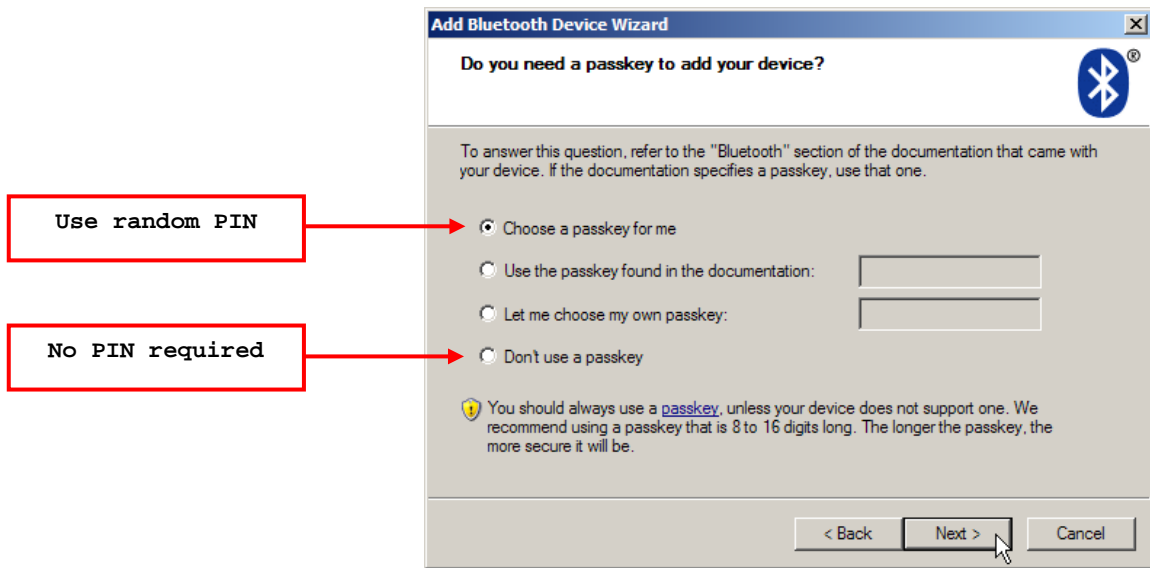 Add Bluetooth Device Wizard
Do you need a passkey to add your device?
®
To answer this question, refer to the "Bluetooth" section of the documentation that came with
your device. If the documentation specifies a passkey, use that one.
Use random PIN
Choose a passkey for me
Use the passkey found in the documentation:
Let me choose my own passkey:
No PIN required
Don't use a passkey
You should always use a passkey, unless your device does not support one. We
recommend using a passkey that is 8 to 16 digits long. The longer the passkey, the
more secure it will be.
< Back
Next >
Cancel